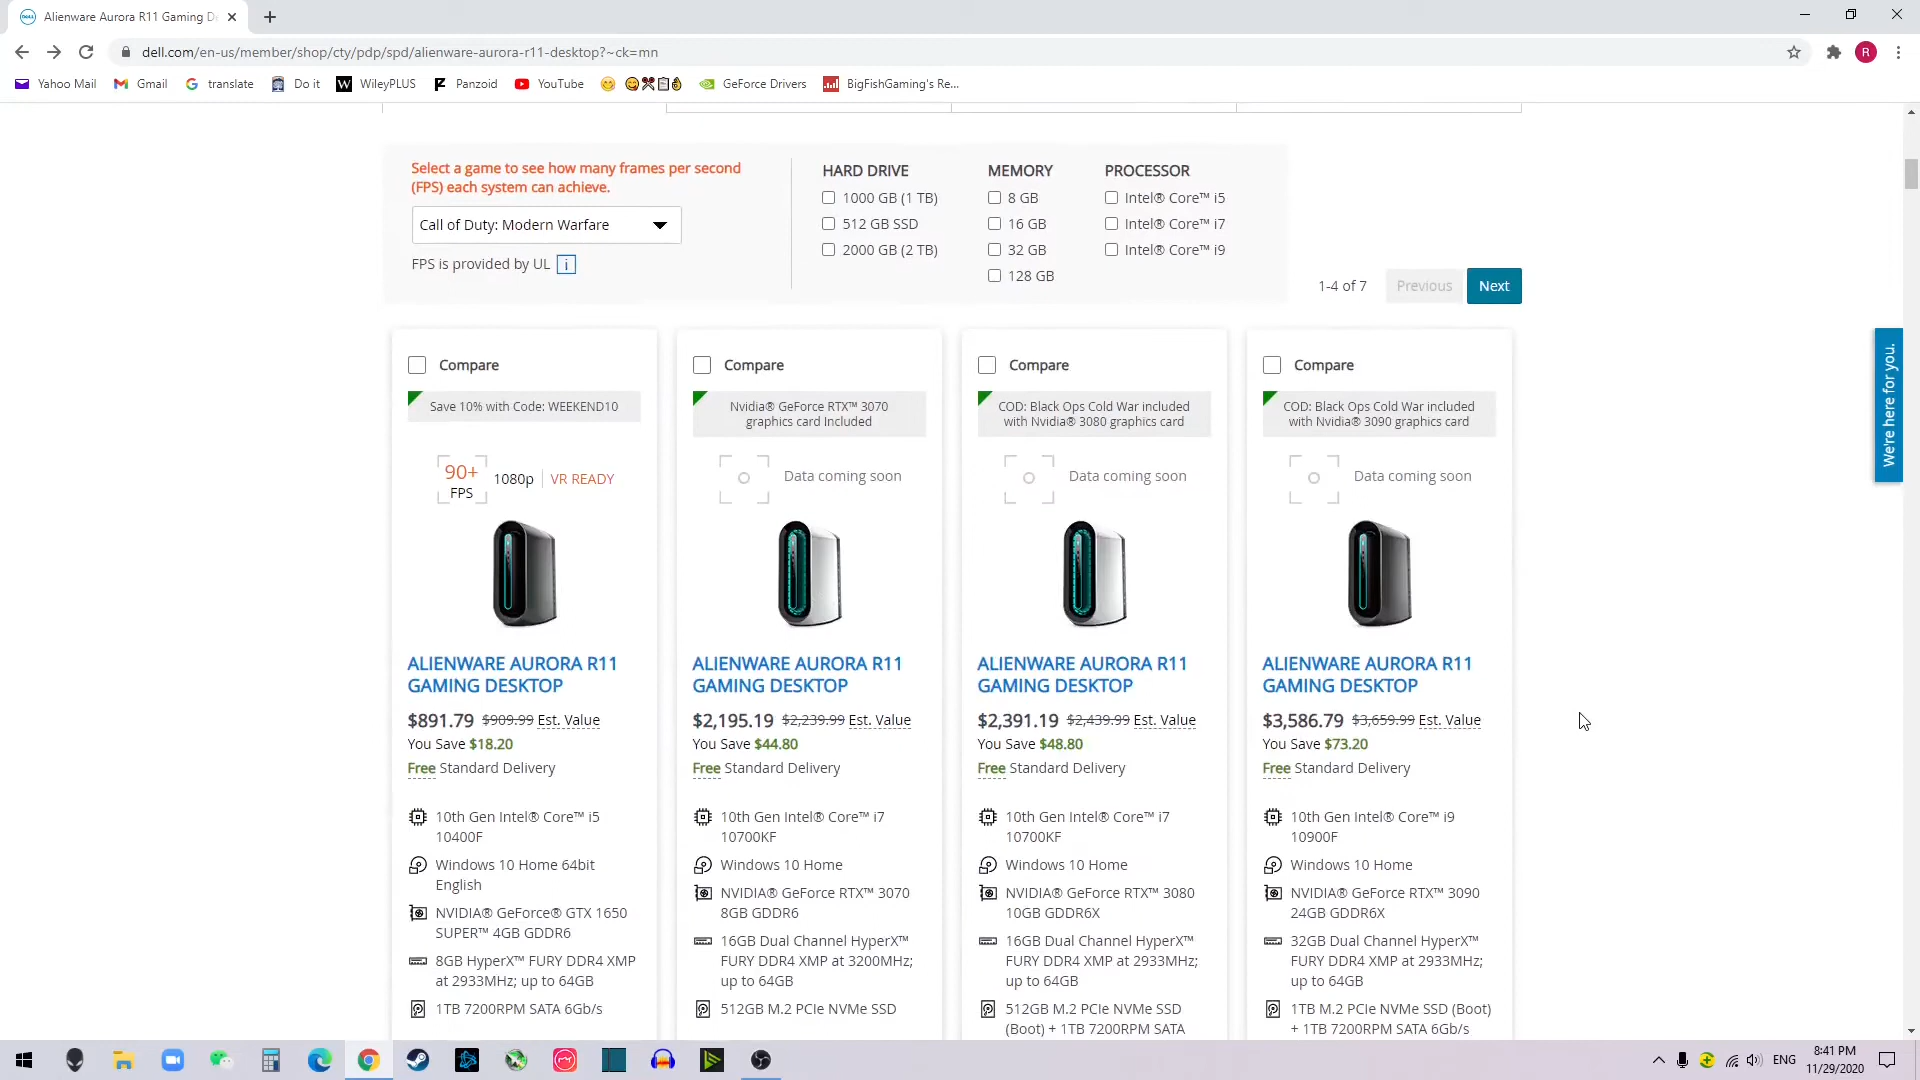 Alienware Aurora R11 Gaming De
dell.com/en-us/member/shop/cty/pdp/spd/alienware-aurora-r11-desktop?~ck=mn
R
Yahoo Mail
Gmail
translate
Do it
WileyPLUS
Panzoid
YouTube
GeForce Drivers
BigFishGaming's Re...
Select a game to see how many frames per second
(FPS) each system can achieve.
Call of Duty: Modern Warfare
FPS is provided by UL i
HARD DRIVE
1000 GB (1 TB)
512 GB SSD
2000 GB (2 TB)
MEMORY
8 GB
16 GB
32 GB
128 GB
PROCESSOR
Intel® Core™ i5
Intel® Core™ i7
Intel® Core™ i9
1-4 of 7
Previous
Next
We're here for you.
Compare
Save 10% with Code: WEEKEND10
90+
FPS
1080p
VR READY
ALIENWARE AURORA R11
GAMING DESKTOP
$891.79 $909.99 Est. Value
You Save $18.20
Free Standard Delivery
10th Gen Intel® Core™ i5
10400F
Windows 10 Home 64bit
English
NVIDIA® GeForce® GTX 1650
SUPER™ 4GB GDDR6
8GB HyperX™ FURY DDR4 XMP
at 2933MHz; up to 64GB
1TB 7200RPM SATA 6Gb/s
Compare
Nvidia® GeForce RTX™ 3070
graphics card Included
Data coming soon
ALIENWARE AURORA R11
GAMING DESKTOP
$2,195.19 $2,239.99 Est. Value
You Save $44.80
Free Standard Delivery
10th Gen Intel® Core™ i7
10700KF
Windows 10 Home
NVIDIA® GeForce RTX™ 3070
8GB GDDR6
16GB Dual Channel HyperX™
FURY DDR4 XMP at 3200MHz;
up to 64GB
512GB M.2 PCIe NVMe SSD
Compare
COD: Black Ops Cold War included
with Nvidia® 3080 graphics card
Data coming soon
ALIENWARE AURORA R11
GAMING DESKTOP
$2,391.19 $2,439.99 Est. Value
You Save $48.80
Free Standard Delivery
10th Gen Intel® Core™ i7
10700KF
Windows 10 Home
NVIDIA® GeForce RTX™ 3080
10GB GDDR6X
16GB Dual Channel HyperX™
FURY DDR4 XMP at 2933MHz;
up to 64GB
512GB M.2 PCIe NVMe SSD
(Boot) + 1TB 7200RPM SATA
Compare
COD: Black Ops Cold War included
with Nvidia® 3090 graphics card
Data coming soon
ALIENWARE AURORA R11
GAMING DESKTOP
$3,586.79 $3,659.99 Est. Value
You Save $73.20
Free Standard Delivery
10th Gen Intel® Core™ i9
10900F
Windows 10 Home
NVIDIA® GeForce RTX™ 3090
24GB GDDR6X
32GB Dual Channel HyperX™
FURY DDR4 XMP at 2933MHz;
up to 64GB
1TB M.2 PCIe NVMe SSD (Boot)
+ 1TB 7200RPM SATA 6Gb/s
ENG
8:41 PM
11/29/2020